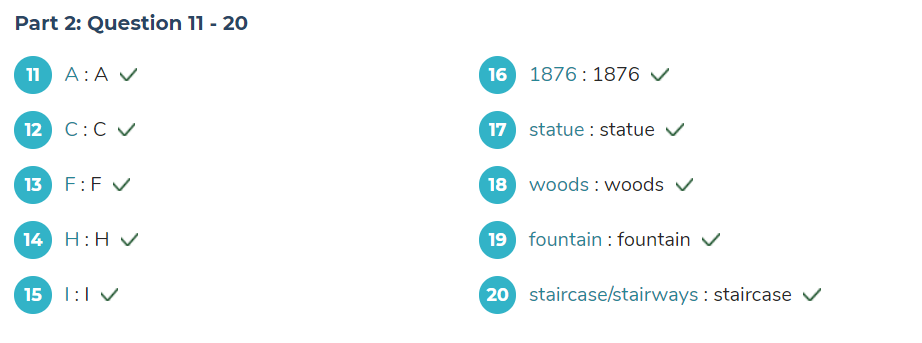 Part 2: Question 11 - 20
11 A : A
12 C : C
13 F : F
14 H : H
15 I : I
16 1876 : 1876
17 statue : statue
18 woods : woods
19 fountain : fountain
20 staircase/stairways : staircase